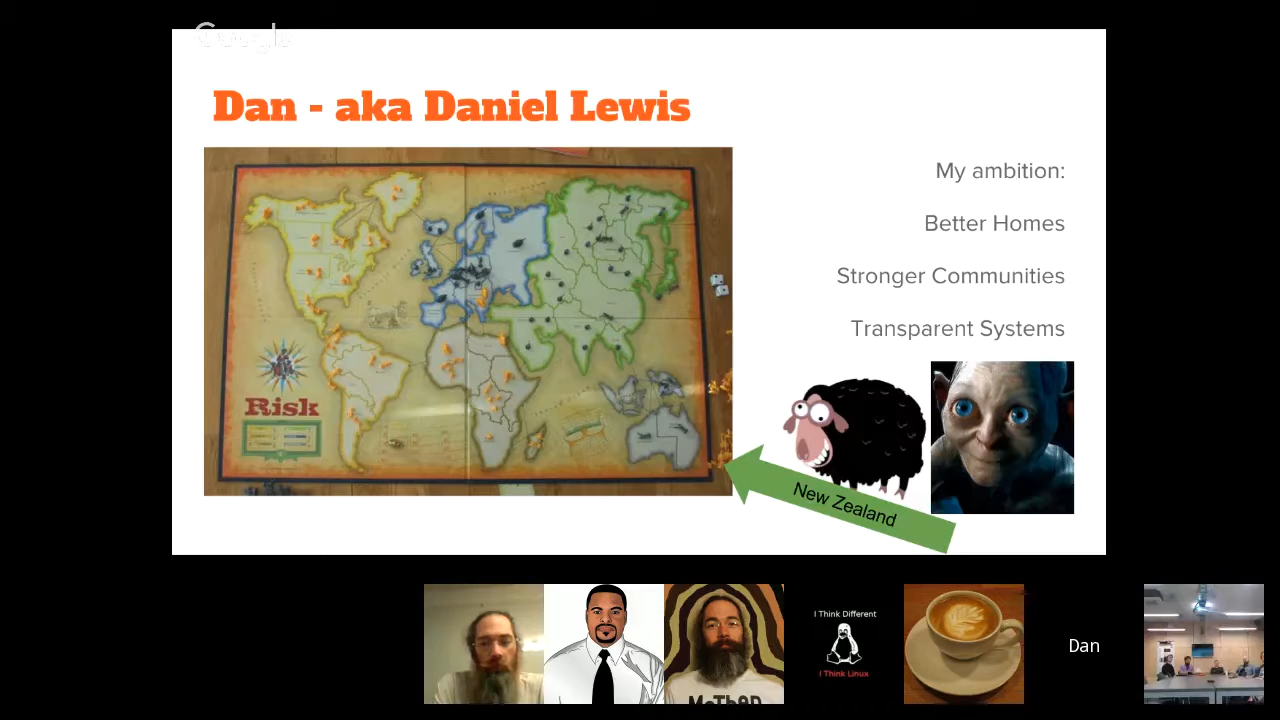 Google
Dan - aka Daniel Lewis
My ambition:
Better Homes
Stronger Communities
Transparent Systems
Risk
New Zealand
I Think Different
I Think Linux
Dan